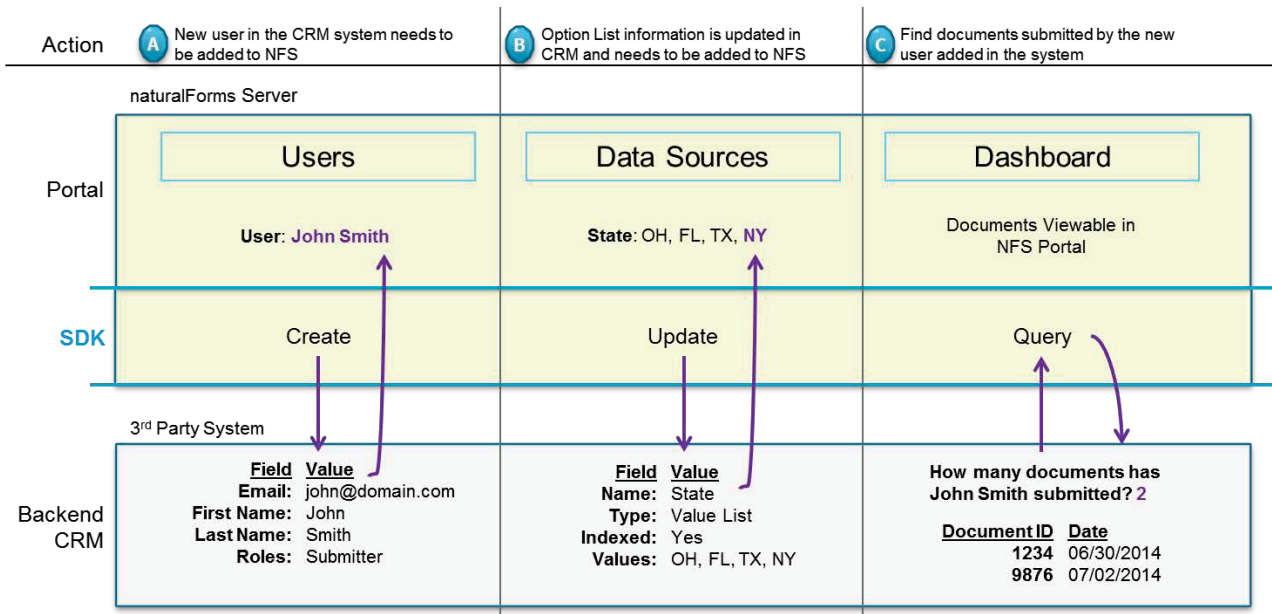 Action
A
New user in the CRM system needs to
be added to NFS
B
Option List information is updated in
CRM and needs to be added to NFS
C
Find documents submitted by the new
user added in the system
naturalForms Server
Portal
Users
Data Sources
Dashboard
User: John Smith
State: OH, FL, TX, NY
Documents Viewable in
NFS Portal
SDK
Create
Update
Query
3rd Party System
Backend
CRM
Field Value
Email: john@domain.com
First Name: John
Last Name: Smith
Roles: Submitter
Field Value
Name: State
Type: Value List
Indexed: Yes
Values: OH, FL, TX, NY
How many documents has
John Smith submitted? 2
Document ID Date
1234 06/30/2014
9876 07/02/2014